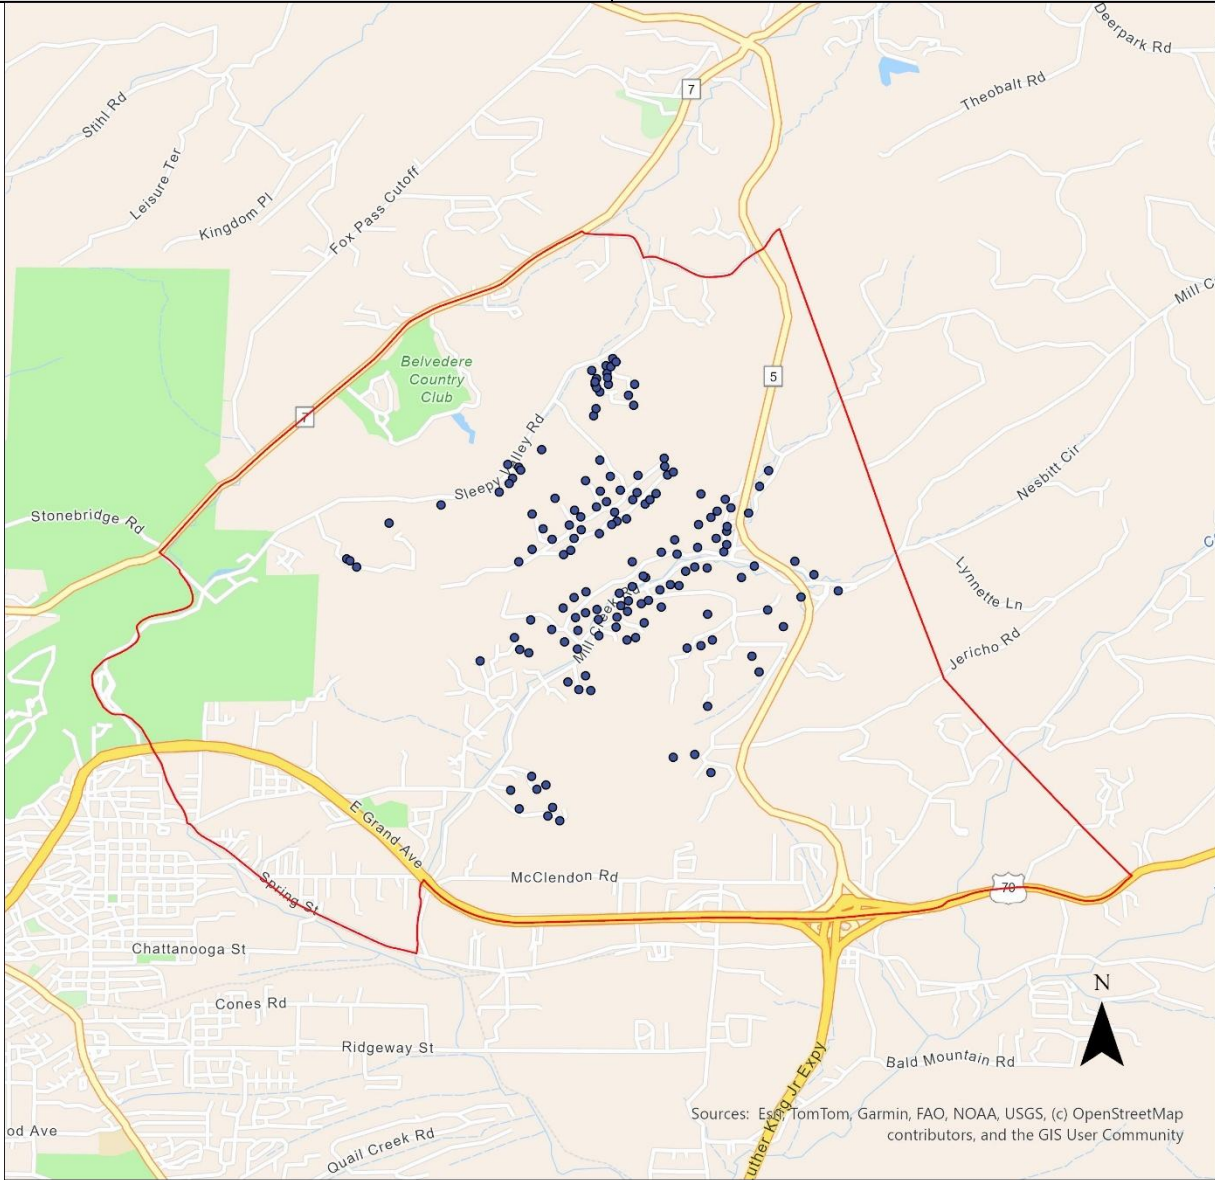 Deerpark Rd
7
Theobalt Rd
Stihl Rd
Leisure Ter
Kingdom Pl
Fox Pass Cutoff
Mill C
Belvedere
Country
Club
5
7
Sleepy Valley Rd
Nesbitt Cir
Stonebridge Rd
C
Lynnette Ln
Mill Creek Rd
Jericho Rd
E Grand Ave
McClendon Rd
70
Spring St
Chattanooga St
N
Cones Rd
Ridgeway St
Bald Mountain Rd
uther King Jr Expy
Sources: Esri, TomTom, Garmin, FAO, NOAA, USGS, (c) OpenStreetMap
contributors, and the GIS User Community
od Ave
Quail Creek Rd